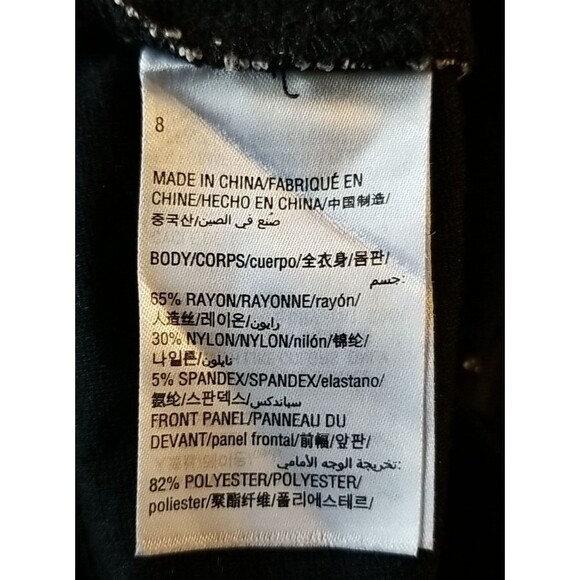 8
MADE IN CHINA/FABRIQUÉ EN
CHINE/HECHO EN CHINA/中国制造/
중국산/صُنع في الصين
BODY/CORPS/cuerpo/全衣身/몸판/
جسم:
65% RAYON/RAYONNE/rayón/
人造丝/레이온/رايون
30% NYLON/NYLON/nilón/锦纶/
나일론/نايلون
5% SPANDEX/SPANDEX/elastano/
氨纶/스판덱스/سباندكس
FRONT PANEL/PANNEAU DU
DEVANT/panel frontal/前幅/앞판/
تخريجة الوجه الأمامي:
82% POLYESTER/POLYESTER/
poliester/聚酯纤维/폴리에스테르/